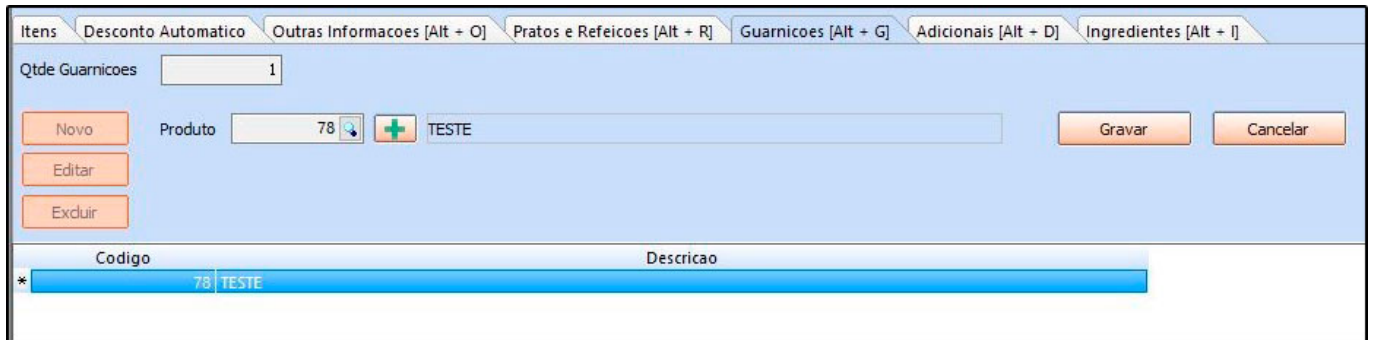 Itens Desconto Automatico Outras Informacoes [Alt + O] Pratos e Refeicoes [Alt + R] Guarnicoes [Alt + G] Adicionais [Alt + D] Ingredientes [Alt + I]
Qtde Guarnicoes 1
Novo Produto 78 TESTE Gravar Cancelar
Editar
Excluir
Codigo Descricao
* 78 TESTE